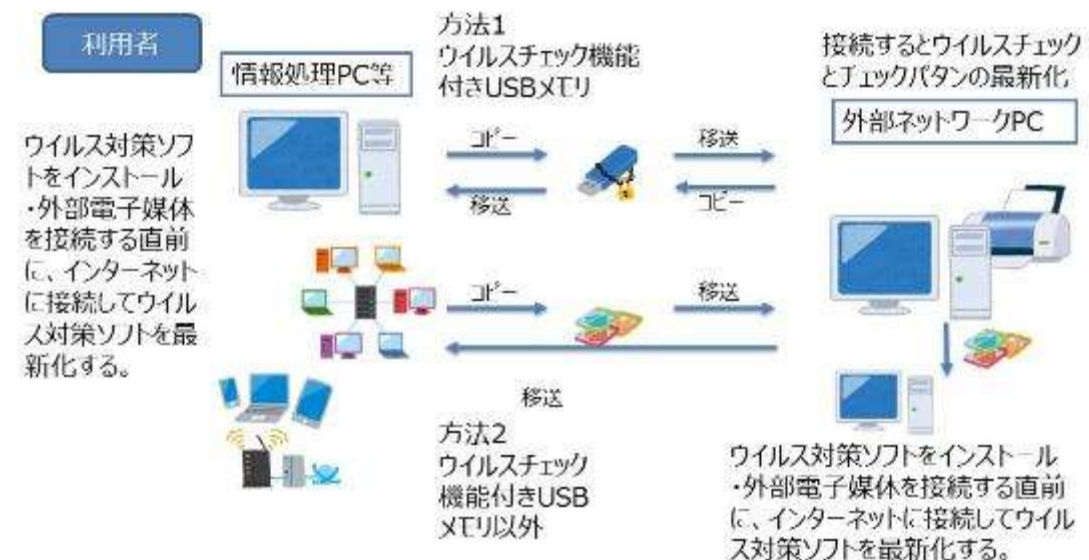 利用者
情報処理PC等
方法1
ウイルスチェック機能
付きUSBメモリ
接続するとウイルスチェック
とチェックパタンの最新化
外部ネットワークPC
ウイルス対策ソフ
トをインストール
・外部電子媒体
を接続する直前
に、インターネット
に接続してウイル
ス対策ソフトを最
新化する。
コピー
移送
移送
コピー
コピー
移送
移送
方法2
ウイルスチェック
機能付きUSB
メモリ以外
ウイルス対策ソフトをインストール
・外部電子媒体を接続する直前
に、インターネットに接続してウイル
ス対策ソフトを最新化する。